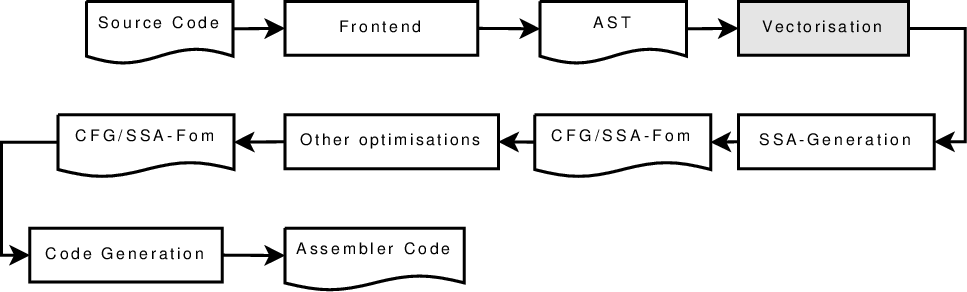 Source Code
Frontend
AST
Vectorisation
CFG/SSA-Fom
Other optimisations
CFG/SSA-Fom
SSA-Generation
Code Generation
Assembler Code